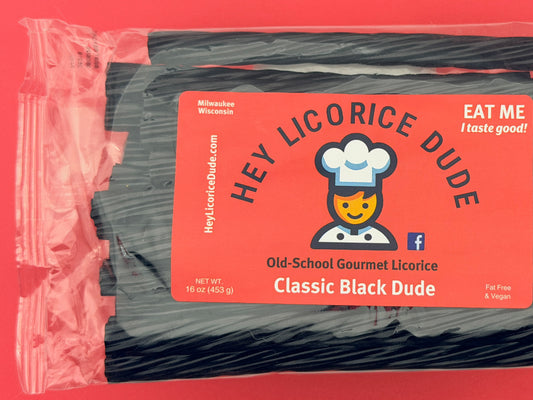 Milwaukee
Wisconsin
EAT ME
I taste good!
HEY LICORICE DUDE
HeyLicoriceDude.com
f
Old-School Gourmet Licorice
Classic Black Dude
NET WT.
16 oz (453 g)
Fat Free
& Vegan